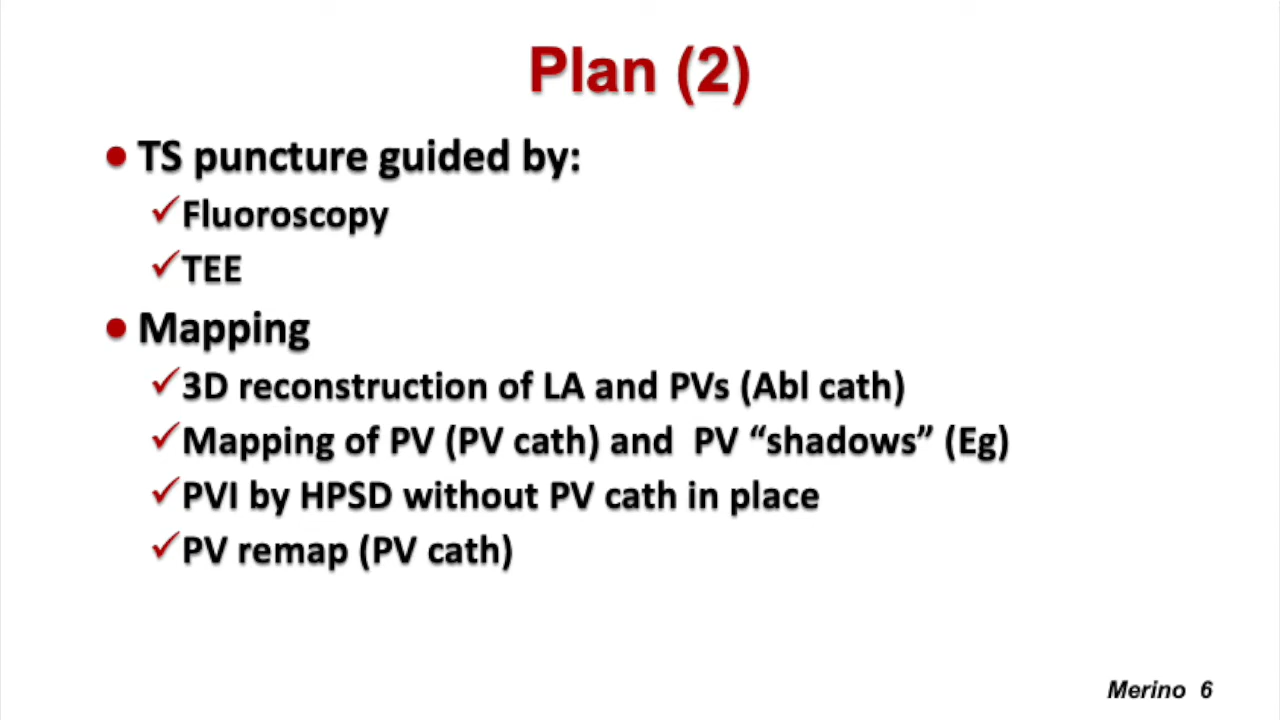 Plan (2)
• TS puncture guided by:
✓Fluoroscopy
✓TEE
• Mapping
✓3D reconstruction of LA and PVs (Abl cath)
✓Mapping of PV (PV cath) and PV “shadows” (Eg)
✓PVI by HPSD without PV cath in place
✓PV remap (PV cath)
Merino 6